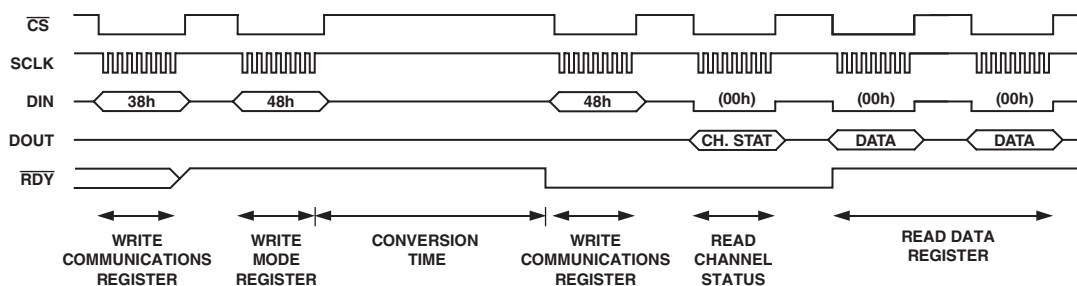 CS
SCLK
DIN 38h 48h 48h (00h) (00h) (00h)
DOUT CH. STAT DATA DATA
RDY
WRITE
COMMUNICATIONS
REGISTER
WRITE
MODE
REGISTER
CONVERSION
TIME
WRITE
COMMUNICATIONS
REGISTER
READ
CHANNEL
STATUS
READ DATA
REGISTER